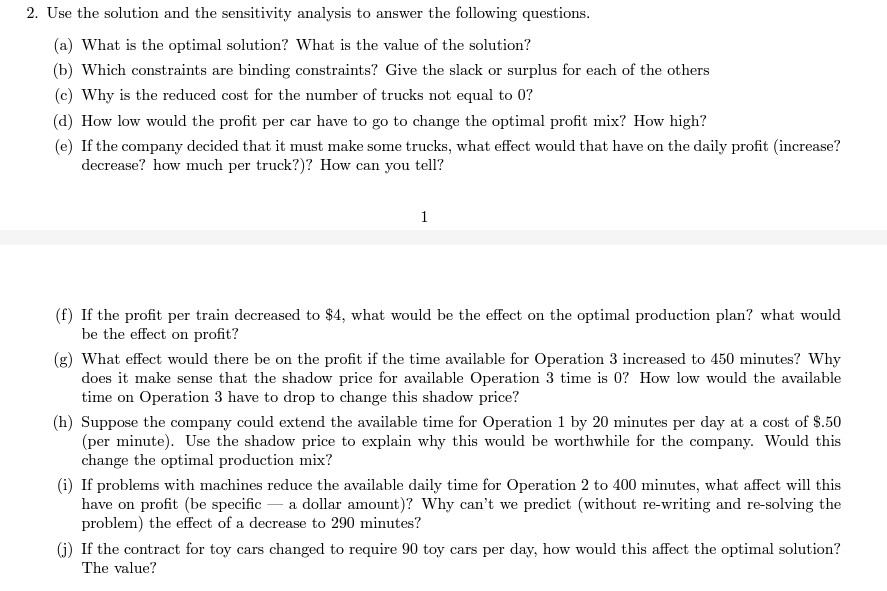 2. Use the solution and the sensitivity analysis to answer the following questions.
(a) What is the optimal solution? What is the value of the solution?
(b) Which constraints are binding constraints? Give the slack or surplus for each of the others
(c) Why is the reduced cost for the number of trucks not equal to 0?
(d) How low would the profit per car have to go to change the optimal profit mix? How high?
(e) If the company decided that it must make some trucks, what effect would that have on the daily profit (increase?
decrease? how much per truck?)? How can you tell?
1
(f) If the profit per train decreased to $4, what would be the effect on the optimal production plan? what would
be the effect on profit?
(g) What effect would there be on the profit if the time available for Operation 3 increased to 450 minutes? Why
does it make sense that the shadow price for available Operation 3 time is 0? How low would the available
time on Operation 3 have to drop to change this shadow price?
(h) Suppose the company could extend the available time for Operation 1 by 20 minutes per day at a cost of $.50
(per minute). Use the shadow price to explain why this would be worthwhile for the company. Would this
change the optimal production mix?
(i) If problems with machines reduce the available daily time for Operation 2 to 400 minutes, what affect will this
have on profit (be specific — a dollar amount)? Why can't we predict (without re-writing and re-solving the
problem) the effect of a decrease to 290 minutes?
(j) If the contract for toy cars changed to require 90 toy cars per day, how would this affect the optimal solution?
The value?